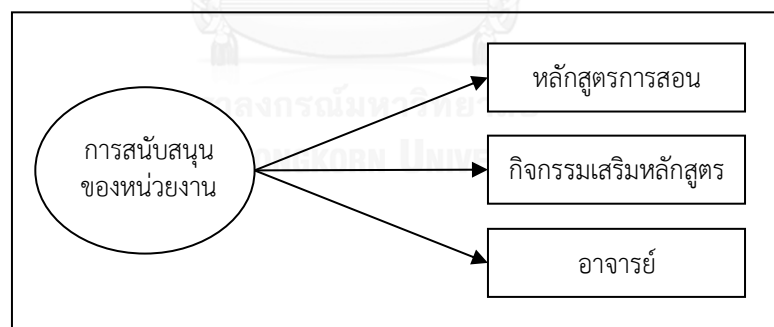 หลักสูตรการสอน
การสนับสนุน
ของหน่วยงาน
กิจกรรมเสริมหลักสูตร
อาจารย์